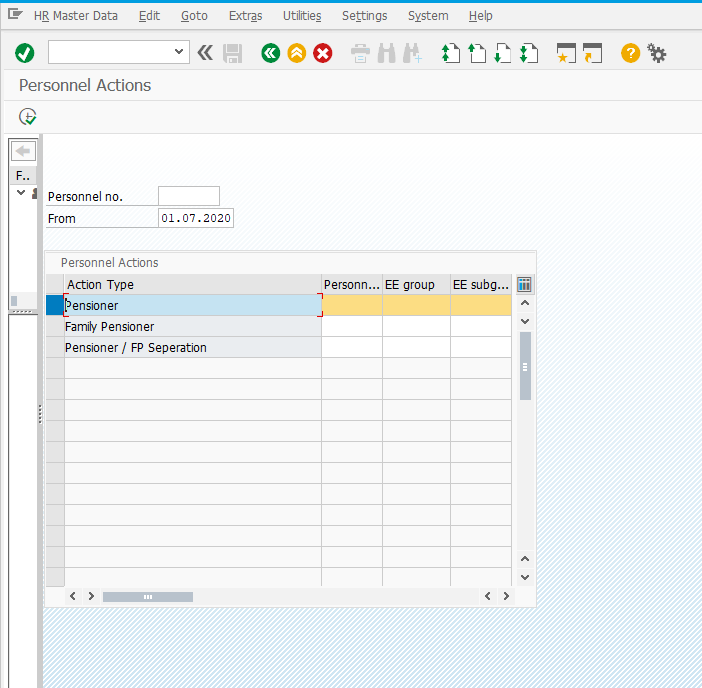 HR Master Data Edit Goto Extras Utilities Settings System Help
Personnel Actions
F..
Personnel no.
From 01.07.2020
Personnel Actions
Action Type Personn... EE group EE subg...
Pensioner
Family Pensioner
Pensioner / FP Seperation